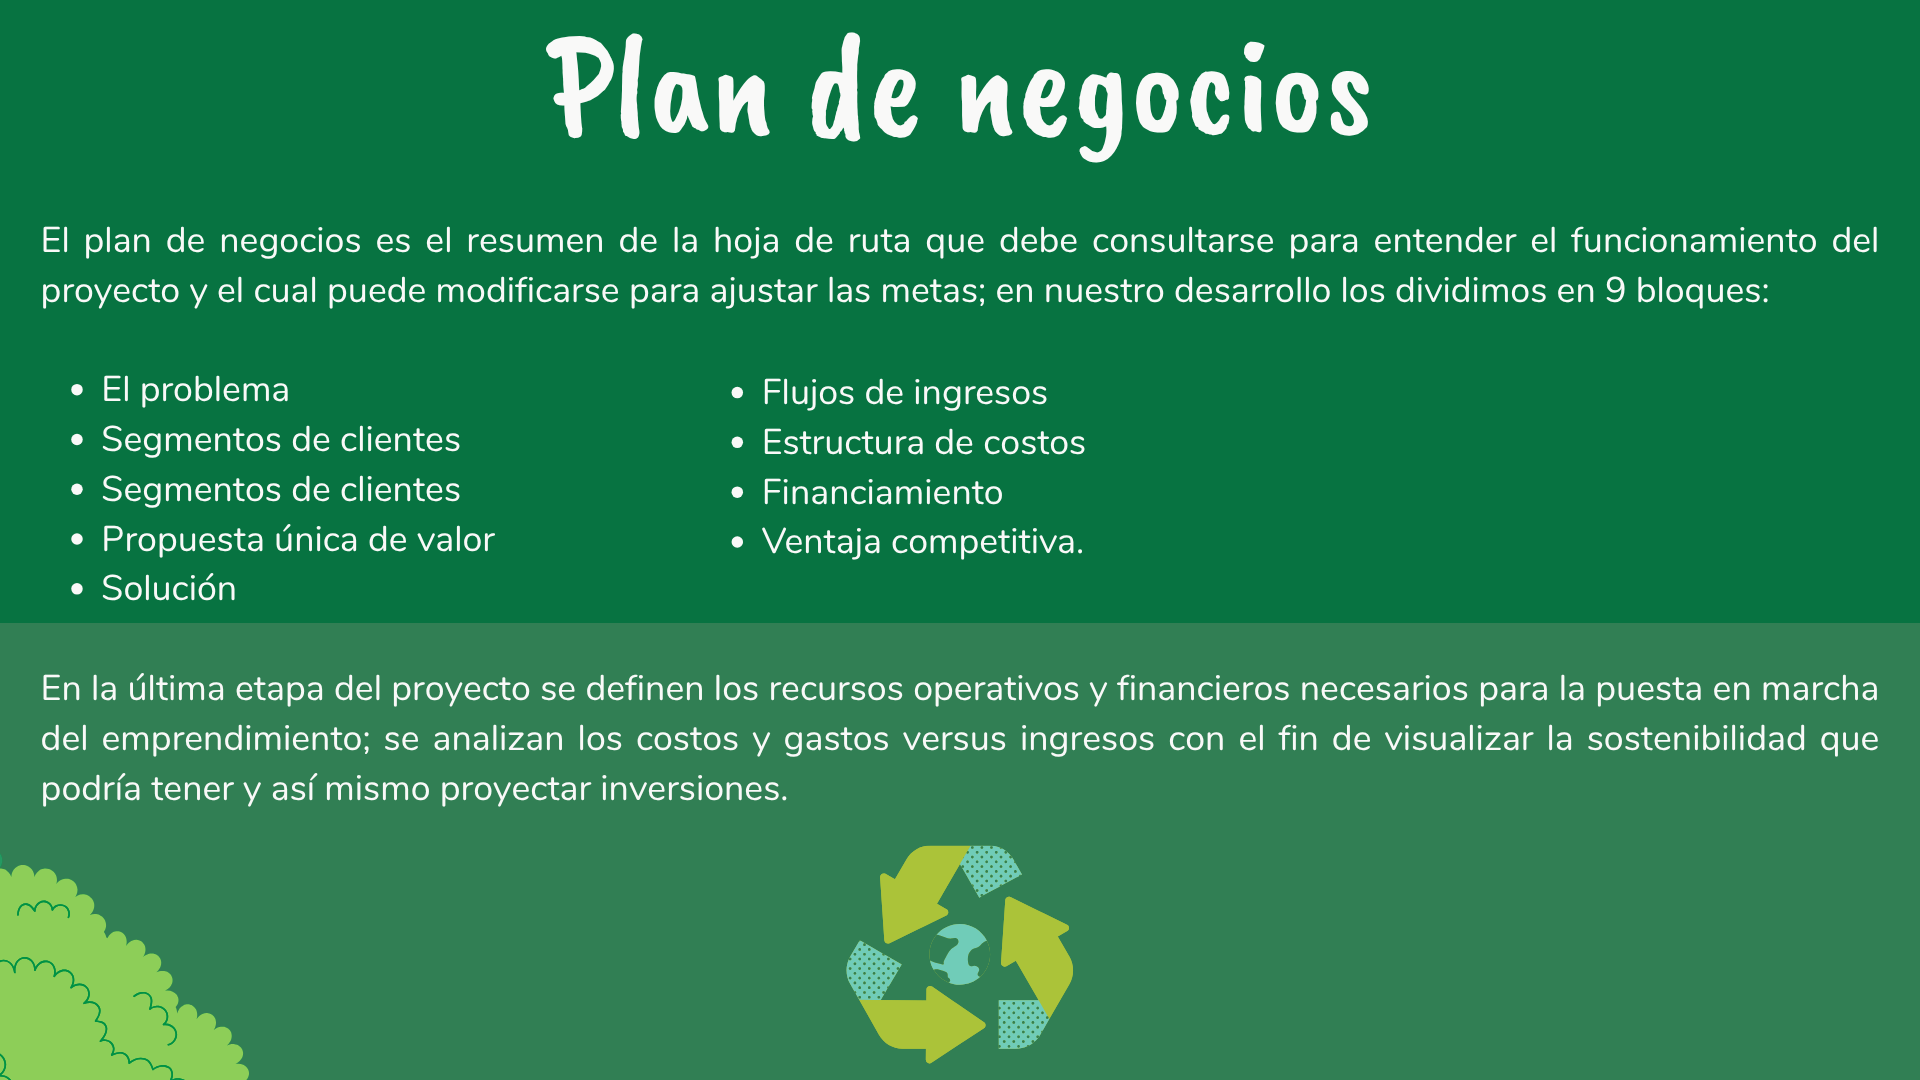 Plan de negocios
El plan de negocios es el resumen de la hoja de ruta que debe consultarse para entender el funcionamiento del
proyecto y el cual puede modificarse para ajustar las metas; en nuestro desarrollo los dividimos en 9 bloques:
• El problema
• Segmentos de clientes
• Segmentos de clientes
• Propuesta única de valor
• Solución
• Flujos de ingresos
• Estructura de costos
• Financiamiento
• Ventaja competitiva.
En la última etapa del proyecto se definen los recursos operativos y financieros necesarios para la puesta en marcha
del emprendimiento; se analizan los costos y gastos versus ingresos con el fin de visualizar la sostenibilidad que
podría tener y así mismo proyectar inversiones.